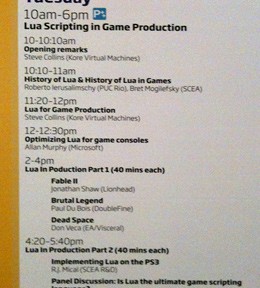 Tuesday
10am-6pm
Lua Scripting in Game Production
10-10:10am
Opening remarks
Steve Collins (Kore Virtual Machines)
10:10-11am
History of Lua & History of Lua in Games
Roberto Ierusalimschy (PUC Rio), Bret Mogilefsky (SCEA)
11:20-12pm
Lua for Game Production
Steve Collins (Kore Virtual Machines)
12-12:30pm
Optimizing Lua for game consoles
Allan Murphy (Microsoft)
2-4pm
Lua In Poduction Part 1 (40 mins each)
Fable II
Jonathan Shaw (Lionhead)
Brutal Legend
Paul Du Bois (DoubleFine)
Dead Space
Don Veca (EA/Visceral)
4:20-5:40pm
Lua In Production Part 2 (40 mins each)
Implementing Lua on the PS3
R.J. Mical (SCEA R&D)
Panel Discussion: Is Lua the ultimate game scripting